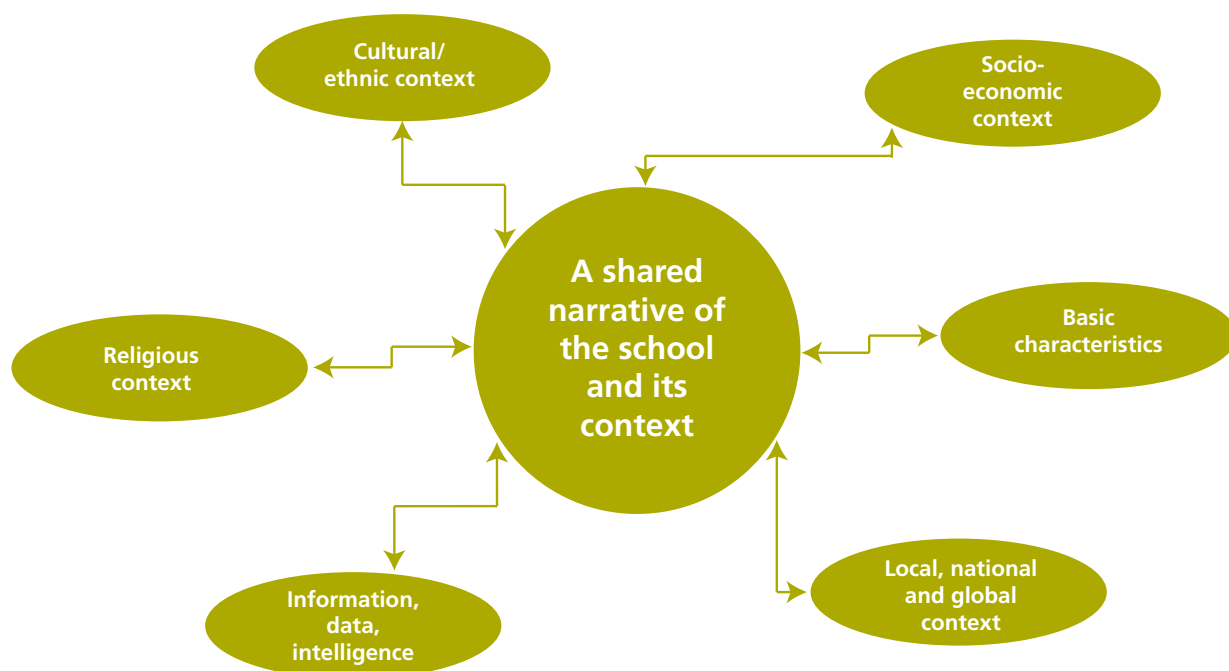 Cultural/
ethnic context
Socio-
economic
context
A shared
narrative of
the school
and its
context
Basic
characteristics
Religious
context
Local, national
and global
context
Information,
data,
intelligence